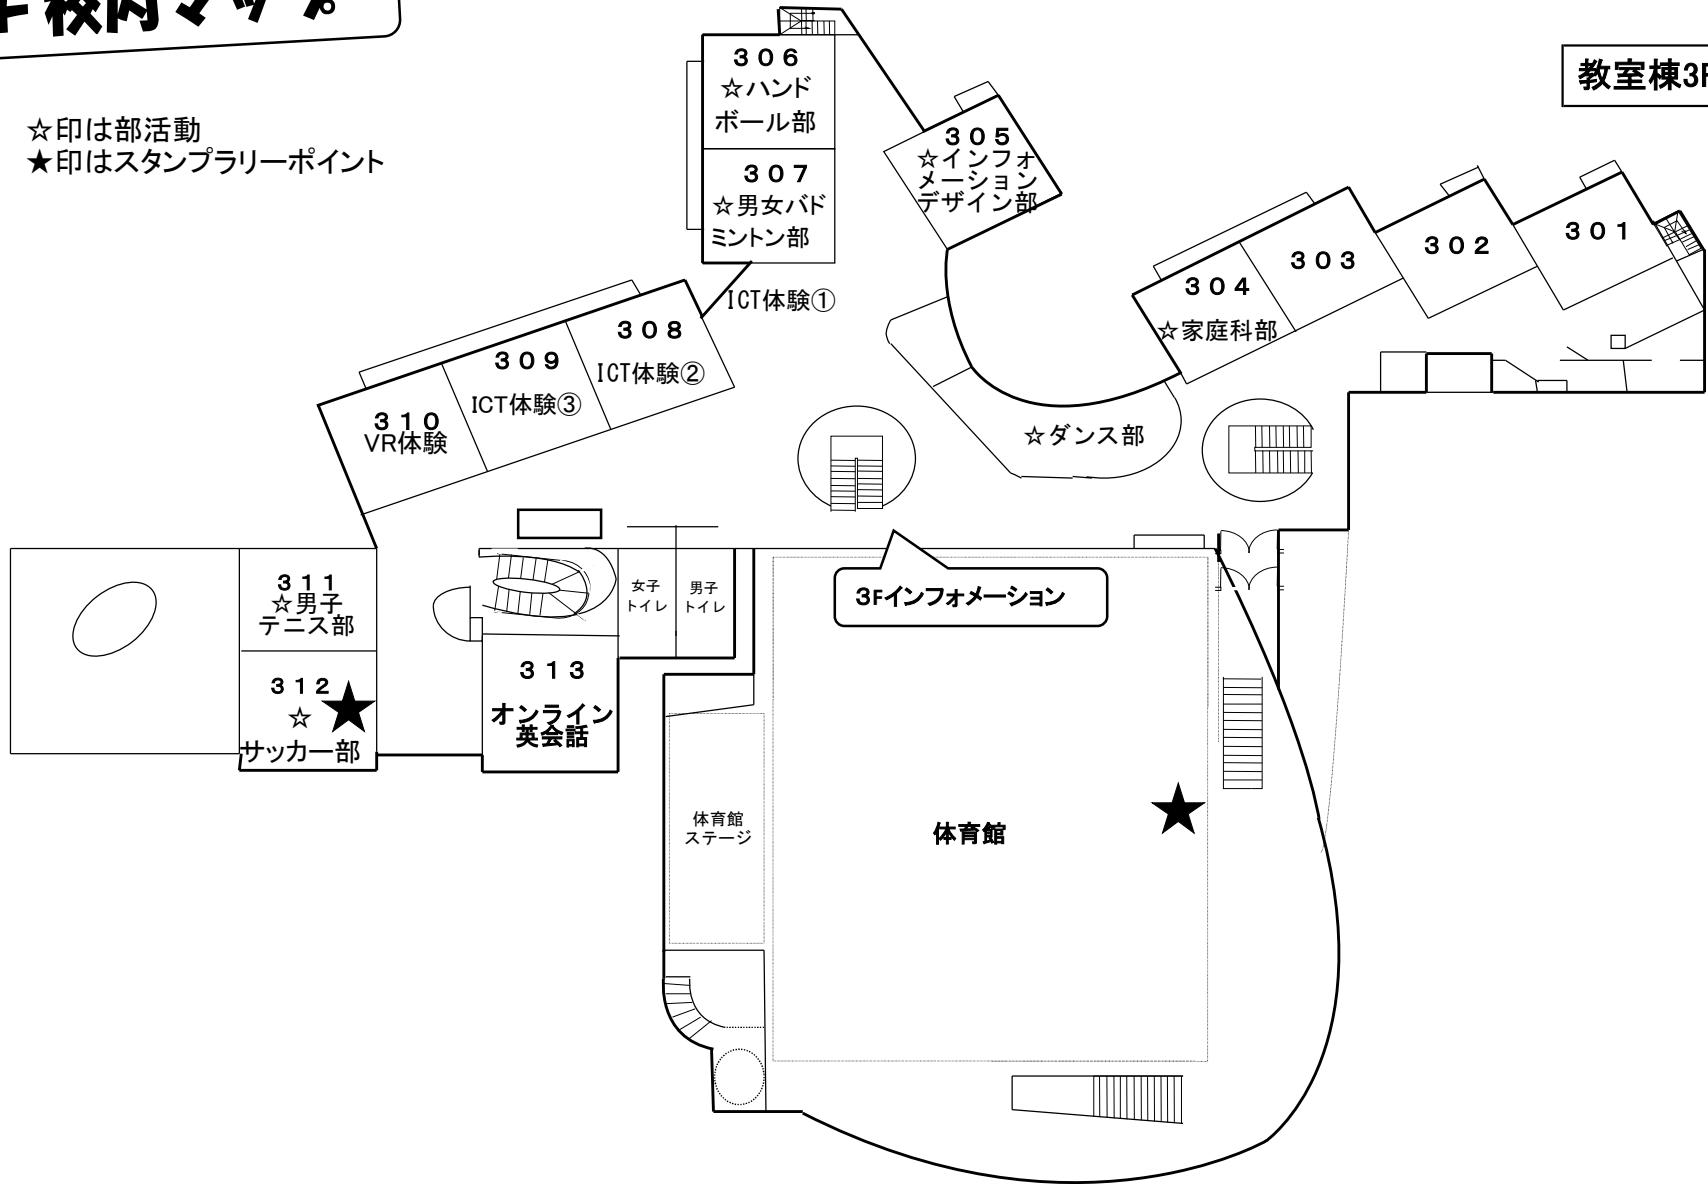 校内マップ
教室棟3F
☆印は部活動
★印はスタンプラリーポイント
306
☆ハンド
ボール部
307
☆男女バド
ミントン部
305
☆インフォ
メーション
デザイン部
301
302
303
304
☆家庭科部
ICT体験①
308
ICT体験②
309
ICT体験③
310
VR体験
☆ダンス部
311
☆男子
テニス部
312
☆
★
サッカー部
313
オンライン
英会話
女子
トイレ
男子
トイレ
3Fインフォメーション
体育館
ステージ
体育館
★